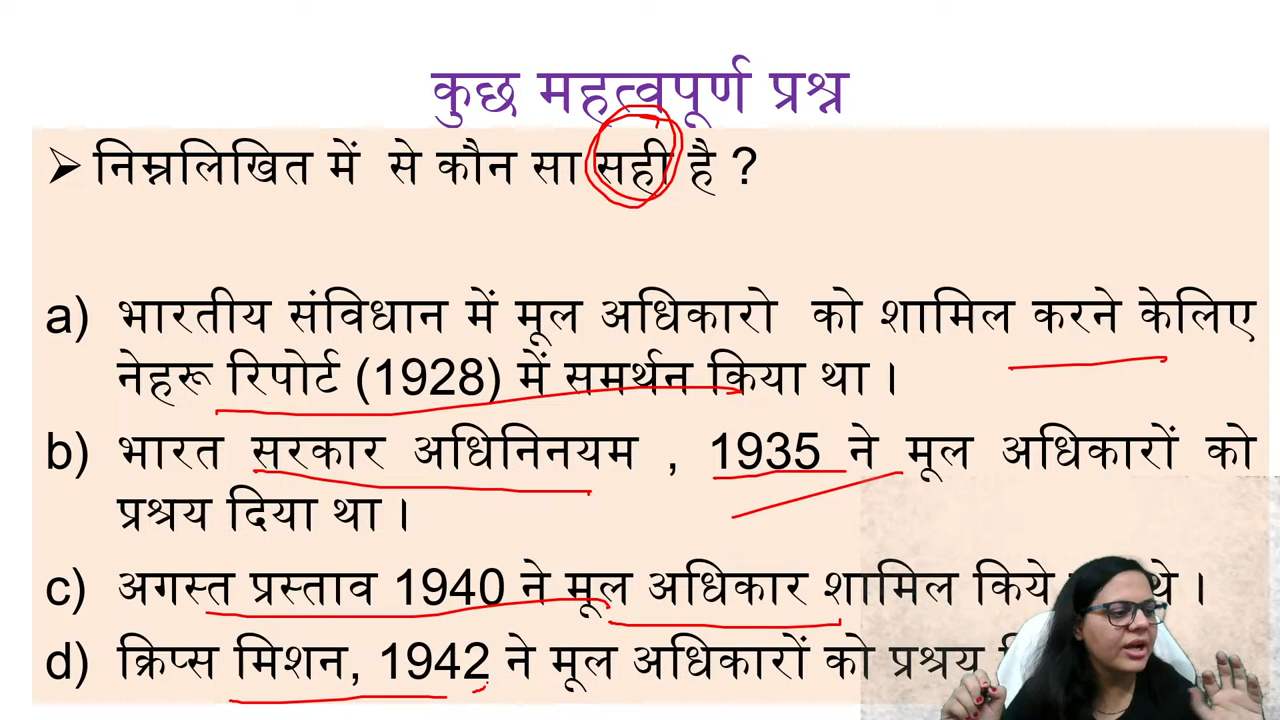 कुछ महत्वपूर्ण प्रश्न
➢ निम्नलिखित में से कौन सा सही है ?
a) भारतीय संविधान में मूल अधिकारो को शामिल करने केलिए
नेहरू रिपोर्ट (1928) में समर्थन किया था ।
b) भारत सरकार अधिनिनयम , 1935 ने मूल अधिकारों को
प्रश्रय दिया था ।
c) अगस्त प्रस्ताव 1940 ने मूल अधिकार शामिल किये थे ।
d) क्रिप्स मिशन, 1942 ने मूल अधिकारों को प्रश्रय